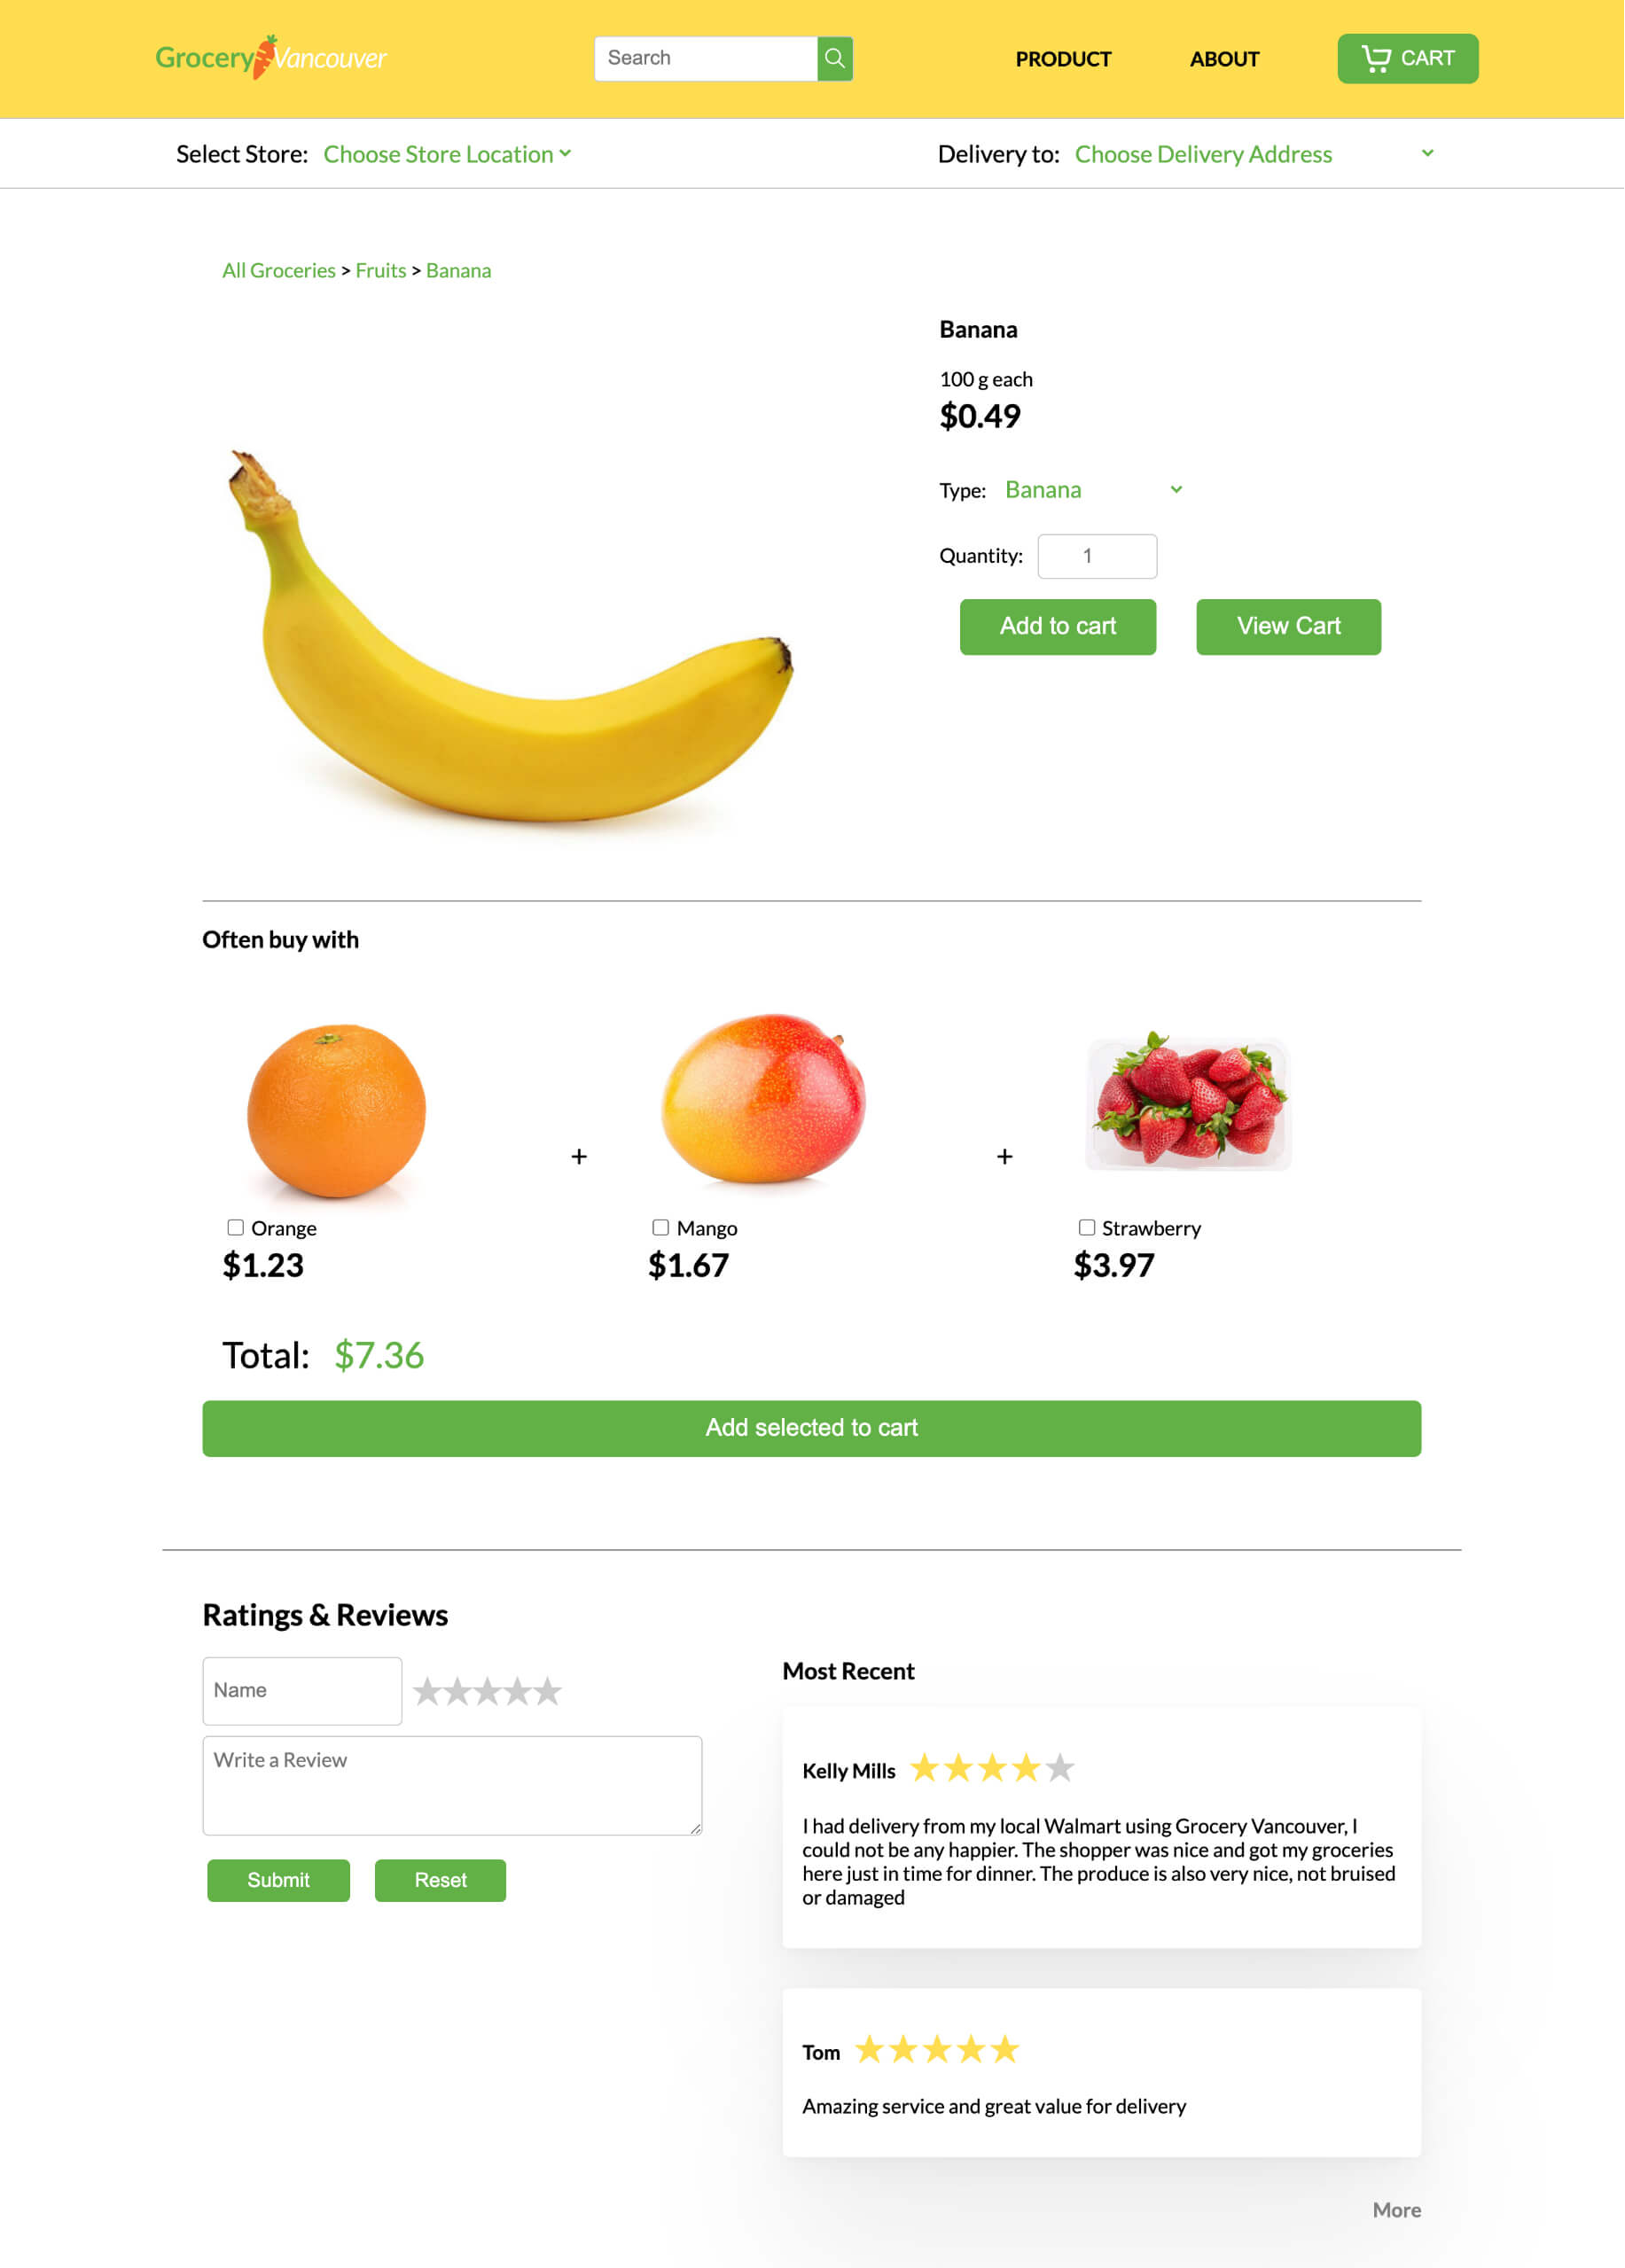 Grocery Vancouver
Search
PRODUCT
ABOUT
CART
Select Store: Choose Store Location
Delivery to: Choose Delivery Address
All Groceries > Fruits > Banana
Banana
100 g each
$0.49
Type: Banana
Quantity: 1
Add to cart
View Cart
Often buy with
+
+
Orange
$1.23
Mango
$1.67
Strawberry
$3.97
Total: $7.36
Add selected to cart
Ratings & Reviews
Name
Write a Review
Submit
Reset
Most Recent
Kelly Mills
I had delivery from my local Walmart using Grocery Vancouver, I
could not be any happier. The shopper was nice and got my groceries
here just in time for dinner. The produce is also very nice, not bruised
or damaged
Tom
Amazing service and great value for delivery
More